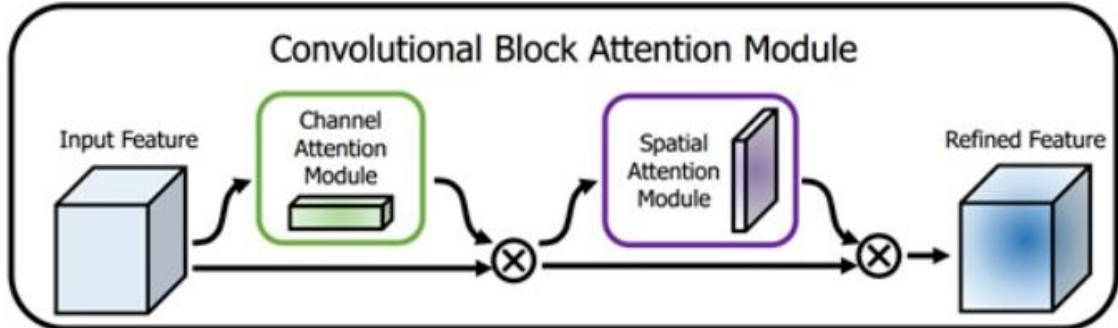 Convolutional Block Attention Module
Input Feature
Channel
Attention
Module
Spatial
Attention
Module
Refined Feature